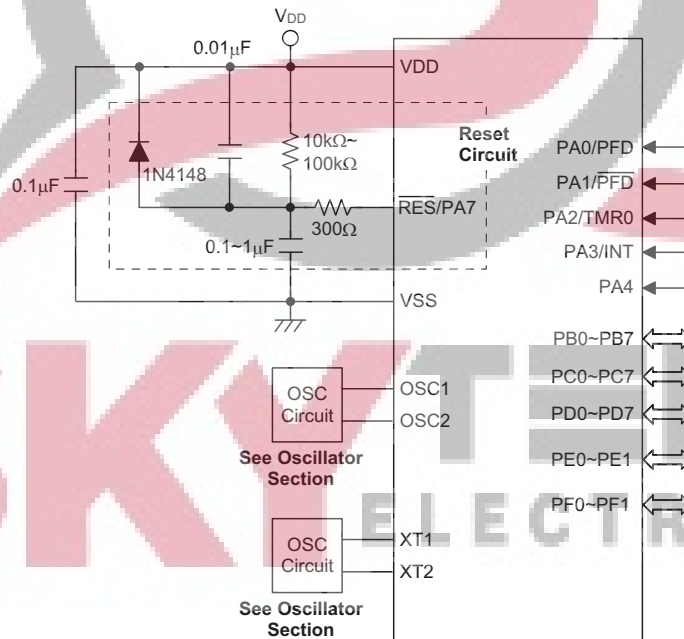 VDD
0.01μF
VDD
Reset
Circuit
10kΩ~
100kΩ
1N4148
0.1μF
RES/PA7
300Ω
0.1~1μF
VSS
PA0/PFD
PA1/PFD
PA2/TMR0
PA3/INT
PA4
PB0~PB7
PC0~PC7
PD0~PD7
PE0~PE1
PF0~PF1
OSC
Circuit
OSC1
OSC2
See Oscillator
Section
OSC
Circuit
XT1
XT2
See Oscillator
Section
SKYTE
ELECTR